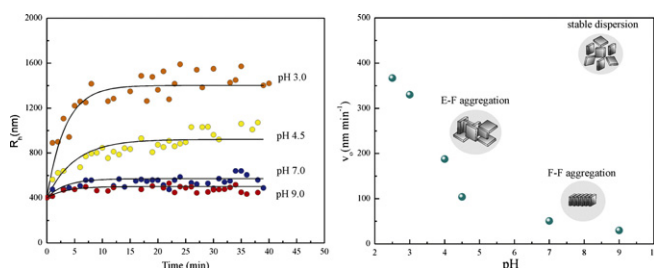 2000
1600
1200
800
400
0
R_h(nm)
pH 3.0
pH 4.5
pH 7.0
pH 9.0
0 5 10 15 20 25 30 35 40 45 50
Time (min)
500
400
300
200
100
0
v_0 (nm min⁻¹)
stable dispersion
E-F aggregation
F-F aggregation
2 3 4 5 6 7 8 9
pH